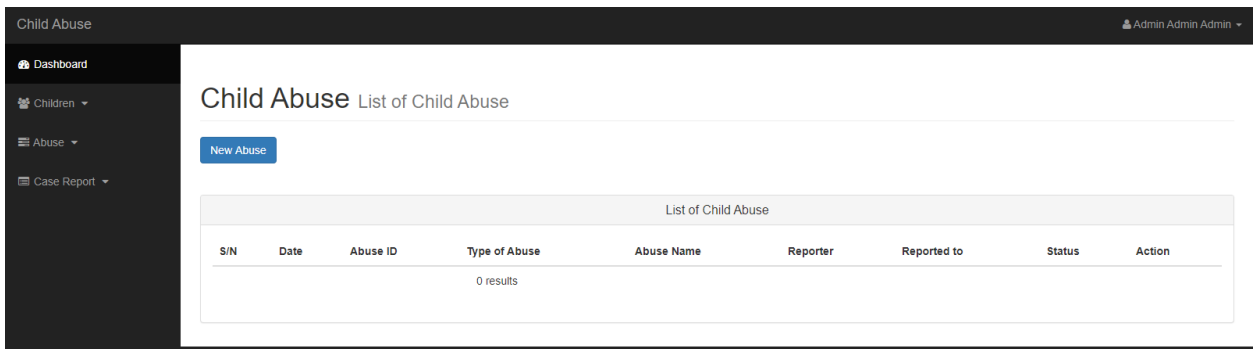 Child Abuse
Admin Admin Admin
Dashboard
Children
Abuse
Case Report
Child Abuse List of Child Abuse
New Abuse
List of Child Abuse
S/N Date Abuse ID Type of Abuse Abuse Name Reporter Reported to Status Action
0 results